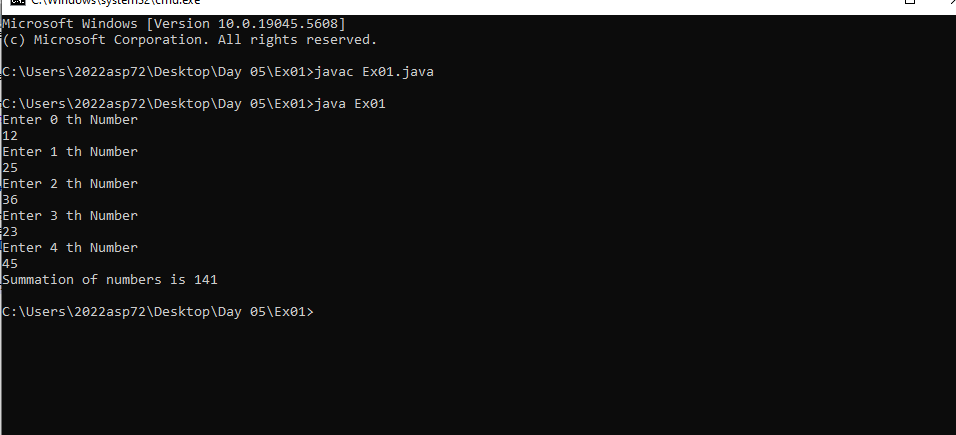 C:\Windows\system32\cmd.exe
Microsoft Windows [Version 10.0.19045.5608]
(c) Microsoft Corporation. All rights reserved.
C:\Users\2022asp72\Desktop\Day 05\Ex01>javac Ex01.java
C:\Users\2022asp72\Desktop\Day 05\Ex01>java Ex01
Enter 0 th Number
12
Enter 1 th Number
25
Enter 2 th Number
36
Enter 3 th Number
23
Enter 4 th Number
45
Summation of numbers is 141
C:\Users\2022asp72\Desktop\Day 05\Ex01>